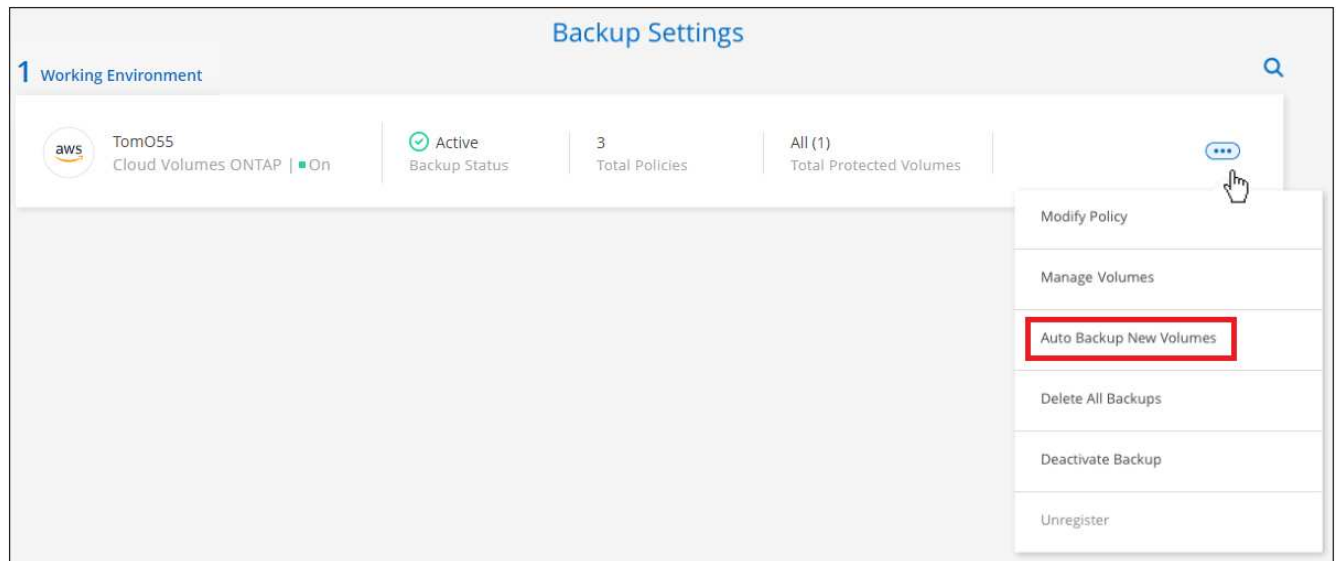 Backup Settings
1 Working Environment
aws
TomO55
Cloud Volumes ONTAP | On
Active
Backup Status
3
Total Policies
All (1)
Total Protected Volumes
Modify Policy
Manage Volumes
Auto Backup New Volumes
Delete All Backups
Deactivate Backup
Unregister